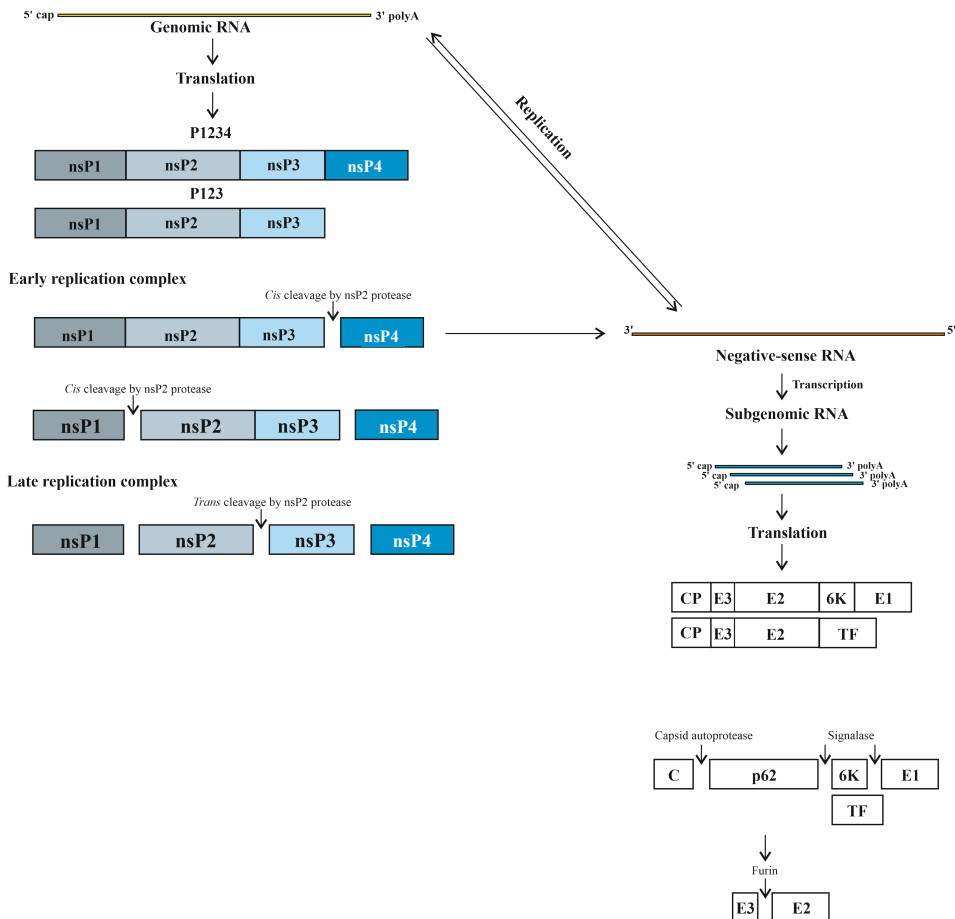 5' cap 3' polyA
Genomic RNA
Translation
P1234
nsP1 nsP2 nsP3 nsP4
P123
nsP1 nsP2 nsP3
Replication
Early replication complex
Cis cleavage by nsP2 protease
nsP1 nsP2 nsP3 nsP4
Cis cleavage by nsP2 protease
nsP1 nsP2 nsP3 nsP4
Late replication complex
Trans cleavage by nsP2 protease
nsP1 nsP2 nsP3 nsP4
3' 5'
Negative-sense RNA
Transcription
Subgenomic RNA
5' cap 3' polyA
5' cap 3' polyA
5' cap 3' polyA
Translation
CP E3 E2 6K E1
CP E3 E2 TF
Capsid autoprotease Signalase
C p62 6K E1
TF
Furin
E3 E2